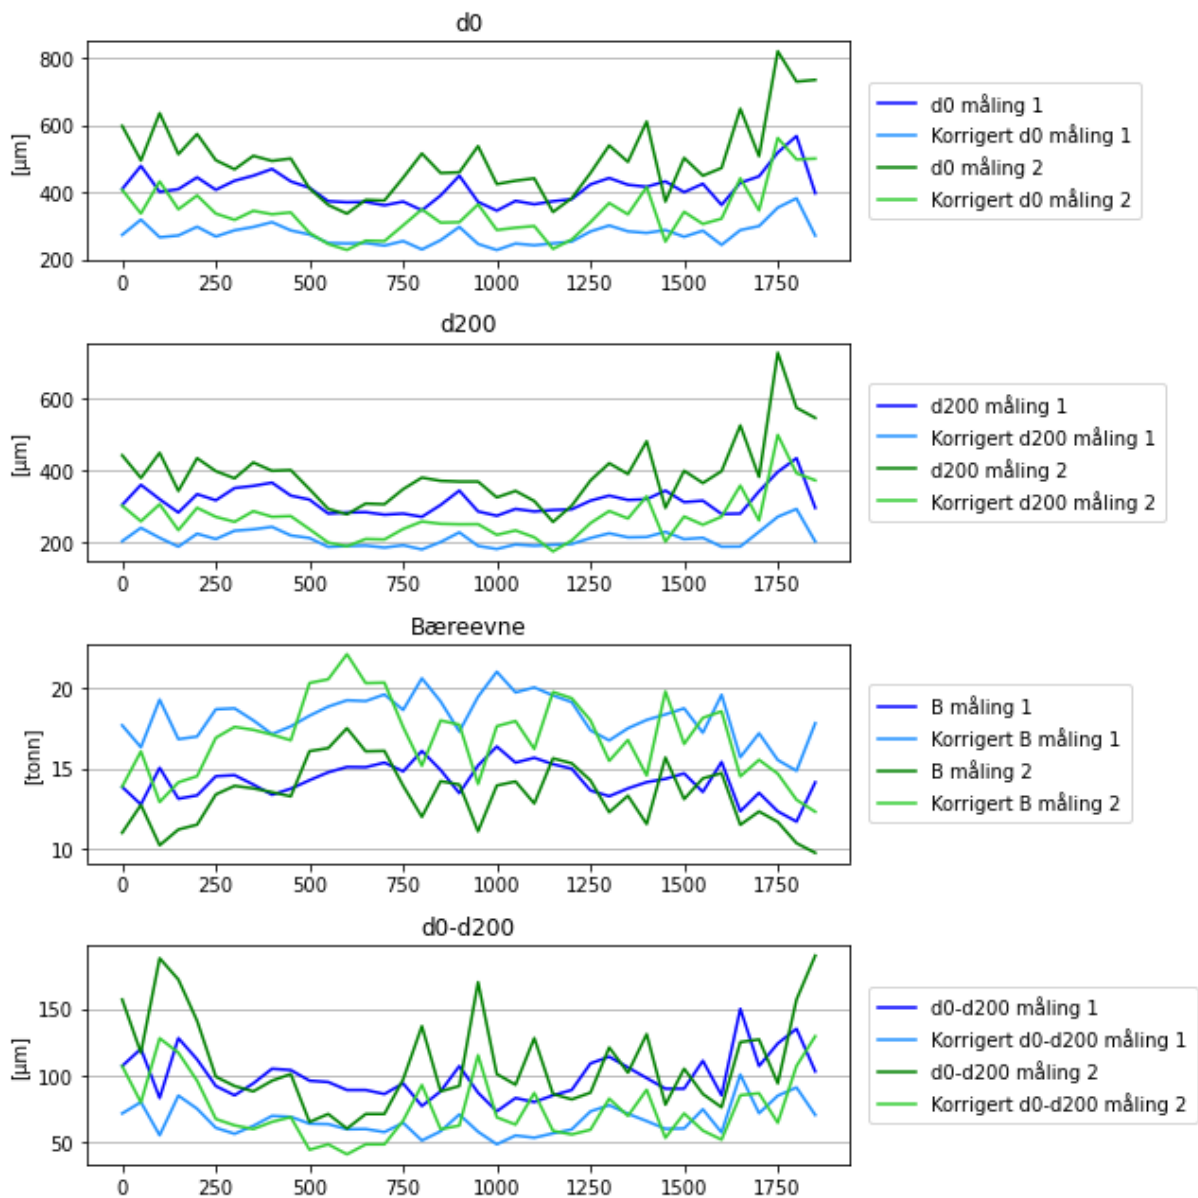 d0
800
600
400
200
[µm]
0 250 500 750 1000 1250 1500 1750
d0 måling 1
Korrigert d0 måling 1
d0 måling 2
Korrigert d0 måling 2
d200
600
400
200
[µm]
0 250 500 750 1000 1250 1500 1750
d200 måling 1
Korrigert d200 måling 1
d200 måling 2
Korrigert d200 måling 2
Bæreevne
20
15
10
[tonn]
0 250 500 750 1000 1250 1500 1750
B måling 1
Korrigert B måling 1
B måling 2
Korrigert B måling 2
d0-d200
150
100
50
[µm]
0 250 500 750 1000 1250 1500 1750
d0-d200 måling 1
Korrigert d0-d200 måling 1
d0-d200 måling 2
Korrigert d0-d200 måling 2